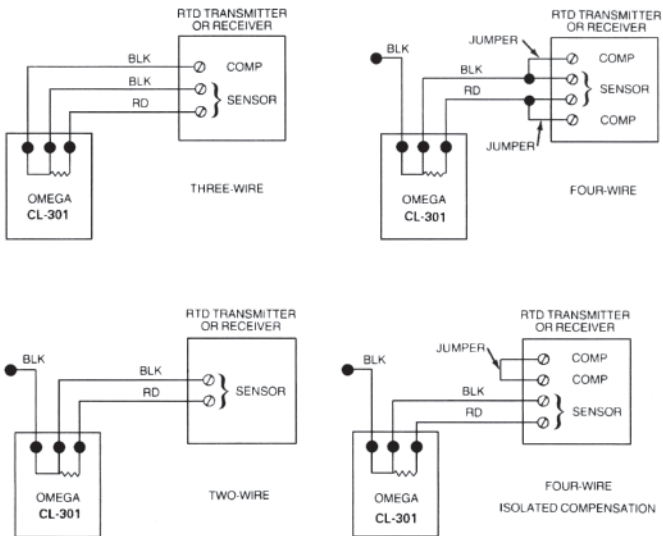 RTD TRANSMITTER
OR RECEIVER
BLK
COMP
BLK
SENSOR
RD
OMEGA
CL-301
THREE-WIRE
RTD TRANSMITTER
OR RECEIVER
BLK
JUMPER
COMP
BLK
SENSOR
RD
COMP
JUMPER
OMEGA
CL-301
FOUR-WIRE
RTD TRANSMITTER
OR RECEIVER
BLK
BLK
SENSOR
RD
OMEGA
CL-301
TWO-WIRE
RTD TRANSMITTER
OR RECEIVER
JUMPER
BLK
COMP
COMP
BLK
SENSOR
RD
OMEGA
CL-301
FOUR-WIRE
ISOLATED COMPENSATION